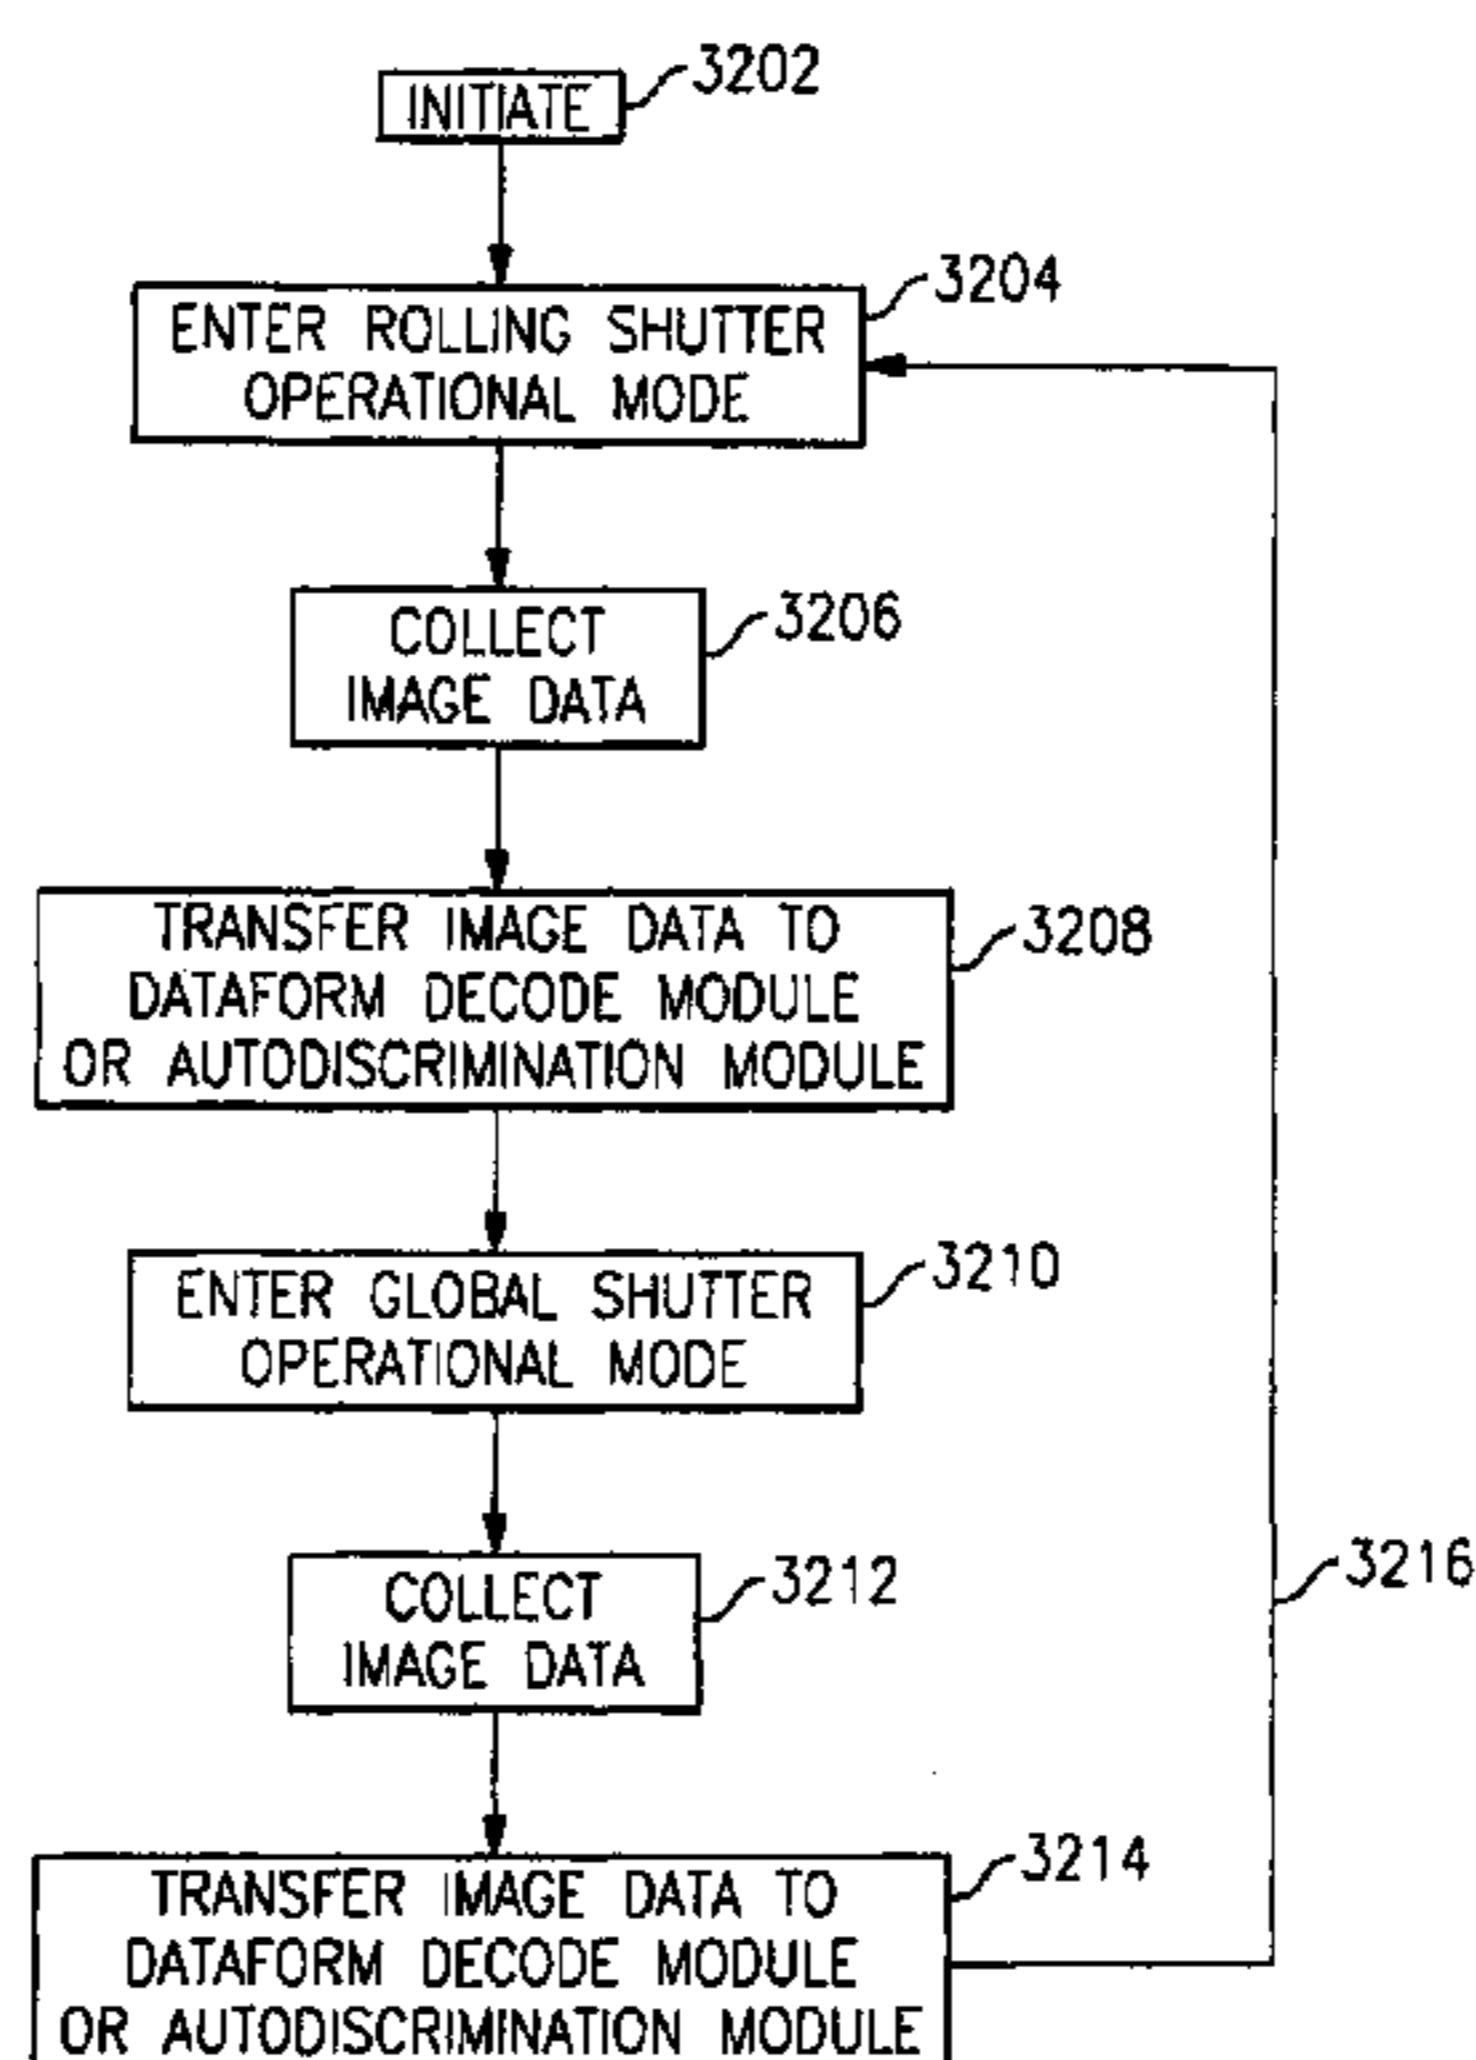 INITIATE
3202
ENTER ROLLING SHUTTER
OPERATIONAL MODE
3204
COLLECT
IMAGE DATA
3206
TRANSFER IMAGE DATA TO
DATAFORM DECODE MODULE
OR AUTODISCRIMINATION MODULE
3208
ENTER GLOBAL SHUTTER
OPERATIONAL MODE
3210
COLLECT
IMAGE DATA
3212
3216
TRANSFER IMAGE DATA TO
DATAFORM DECODE MODULE
OR AUTODISCRIMINATION MODULE
3214